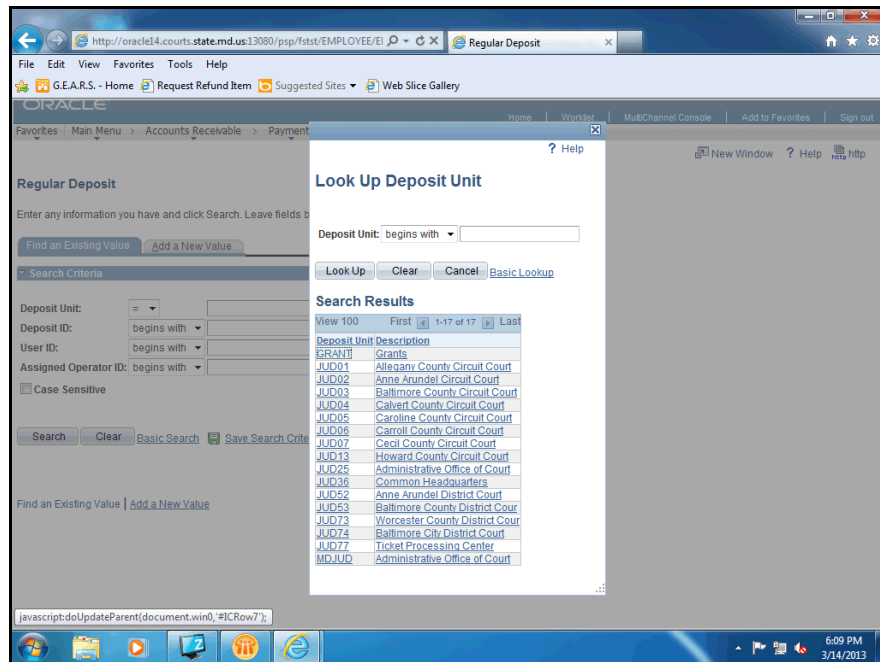 http://oracle14.courts.state.md.us:13080/psp/fstst/EMPLOYEE/EI
Regular Deposit
File Edit View Favorites Tools Help
G.E.A.R.S. - Home Request Refund Item Suggested Sites Web Slice Gallery
ORACLE
Home Worklist MultiChannel Console Add to Favorites Sign out
Favorites Main Menu > Accounts Receivable > Payment
? Help
New Window ? Help http
Regular Deposit
Enter any information you have and click Search. Leave fields b
Find an Existing Value Add a New Value
Search Criteria
Deposit Unit: =
Deposit ID: begins with
User ID: begins with
Assigned Operator ID: begins with
Case Sensitive
Search Clear Basic Search Save Search Crite
Find an Existing Value | Add a New Value
Look Up Deposit Unit
Deposit Unit: begins with
Look Up Clear Cancel Basic Lookup
Search Results
View 100 First 1-17 of 17 Last
Deposit Unit Description
GRANT Grants
JUD01 Allegany County Circuit Court
JUD02 Anne Arundel Circuit Court
JUD03 Baltimore County Circuit Court
JUD04 Calvert County Circuit Court
JUD05 Caroline County Circuit Court
JUD06 Carroll County Circuit Court
JUD07 Cecil County Circuit Court
JUD13 Howard County Circuit Court
JUD25 Administrative Office of Court
JUD36 Common Headquarters
JUD52 Anne Arundel District Court
JUD53 Baltimore County District Cour
JUD73 Worcester County District Cour
JUD74 Baltimore City District Court
JUD77 Ticket Processing Center
MDJUD Administrative Office of Court
javascript:doUpdateParent(document.win0,'#ICRow7');
6:09 PM
3/14/2013